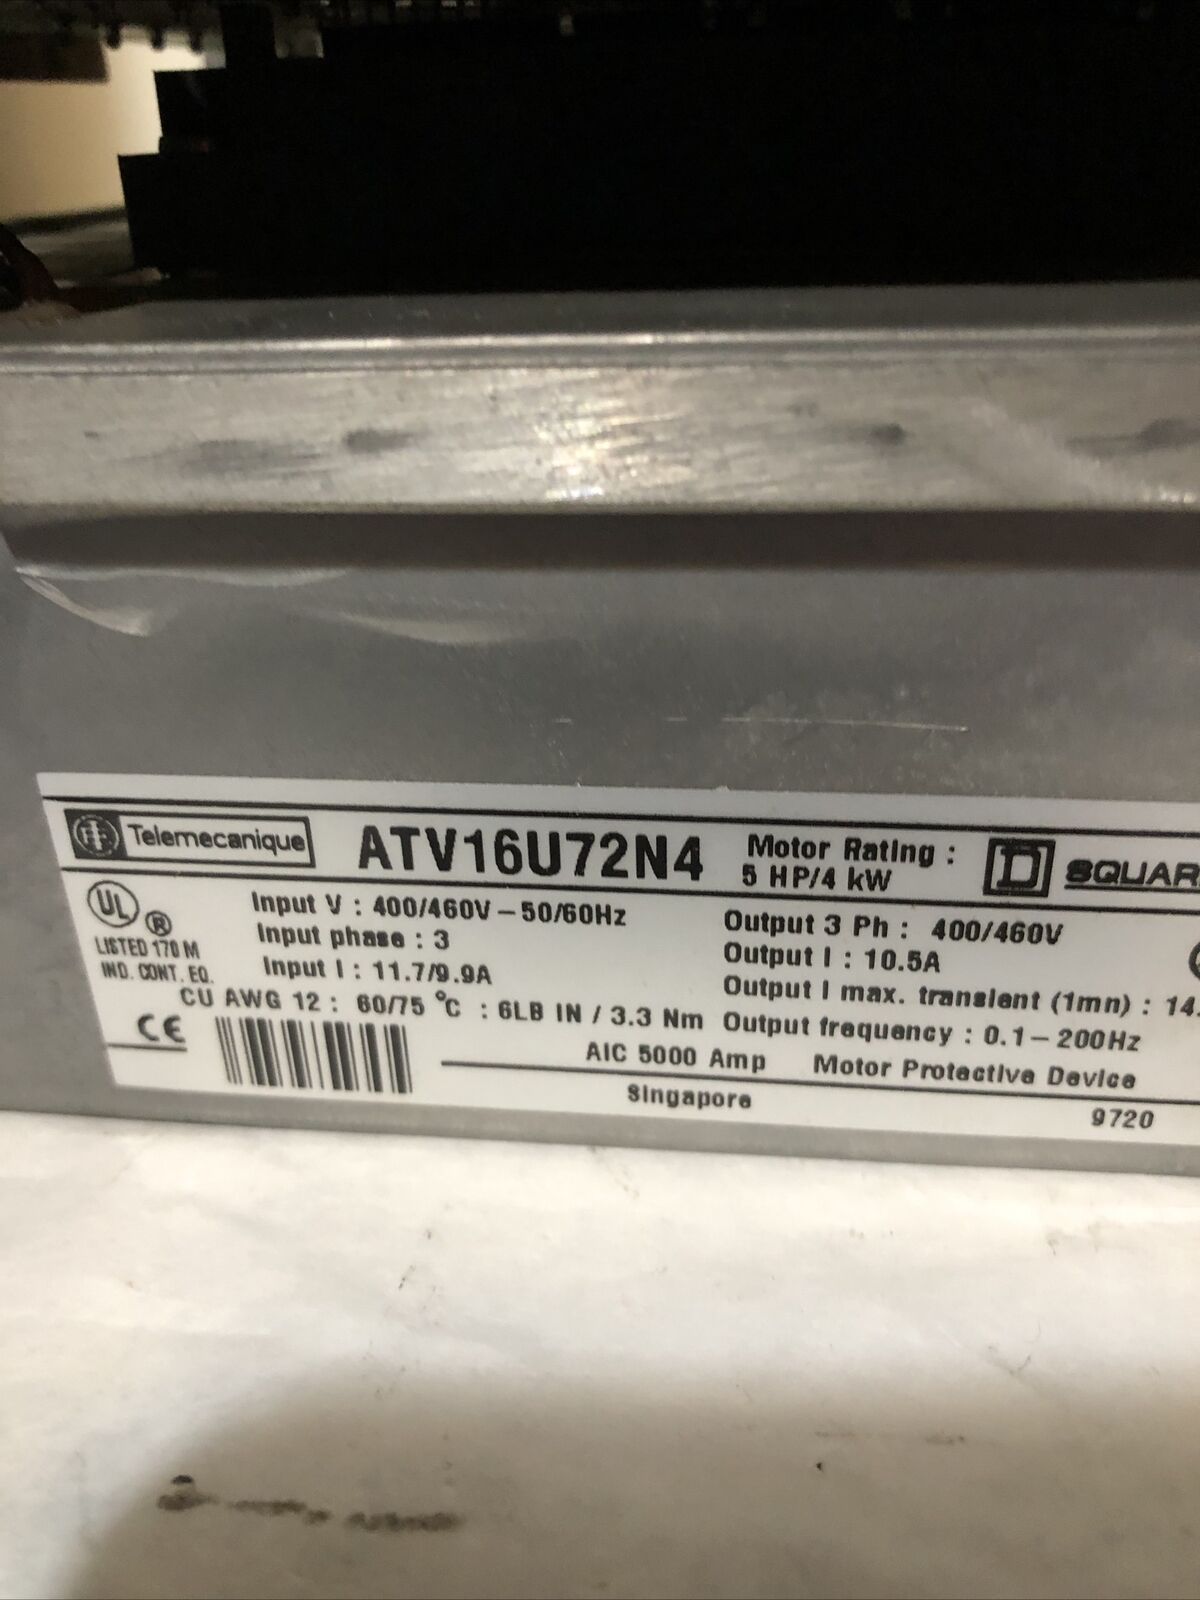 Telemecanique ATV16U72N4 Motor Rating :
5 HP/4 kW
SQUAR
UL ®
LISTED 170 M
IND. CONT. EQ.
Input V : 400/460V – 50/60Hz
Input phase : 3
Input I : 11.7/9.9A
Output 3 Ph : 400/460V
Output I : 10.5A
Output I max. transient (1mn) : 14.
CU AWG 12 : 60/75 °C : 6LB IN / 3.3 Nm
Output frequency : 0.1 – 200Hz
CE
AIC 5000 Amp Motor Protective Device
Singapore
9720